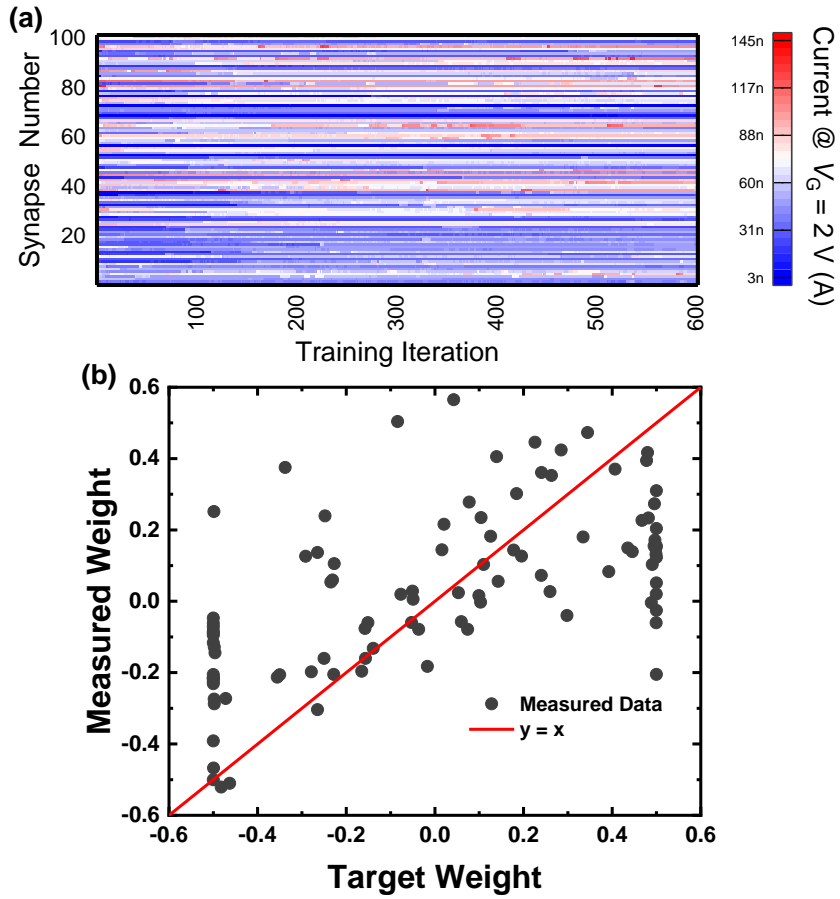 (a)
100
80
60
40
20
Synapse Number
100
200
300
400
500
600
Training Iteration
145n
117n
88n
60n
31n
3n
Current @ VG = 2 V (A)
(b)
0.6
0.4
0.2
0.0
-0.2
-0.4
-0.6
Measured Weight
Measured Data
y = x
-0.6
-0.4
-0.2
0.0
0.2
0.4
0.6
Target Weight